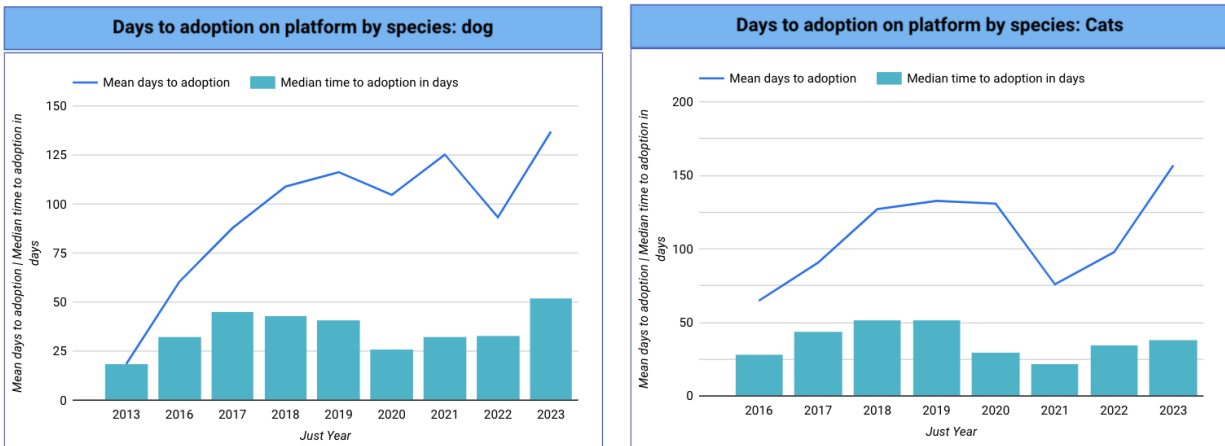 Days to adoption on platform by species: dog
Mean days to adoption
Median time to adoption in days
Mean days to adoption | Median time to adoption in
days
150
125
100
75
50
25
0
2013
2016
2017
2018
2019
2020
2021
2022
2023
Just Year
Days to adoption on platform by species: Cats
Mean days to adoption
Median time to adoption in days
Mean days to adoption | Median time to adoption in
days
200
150
100
50
0
2016
2017
2018
2019
2020
2021
2022
2023
Just Year